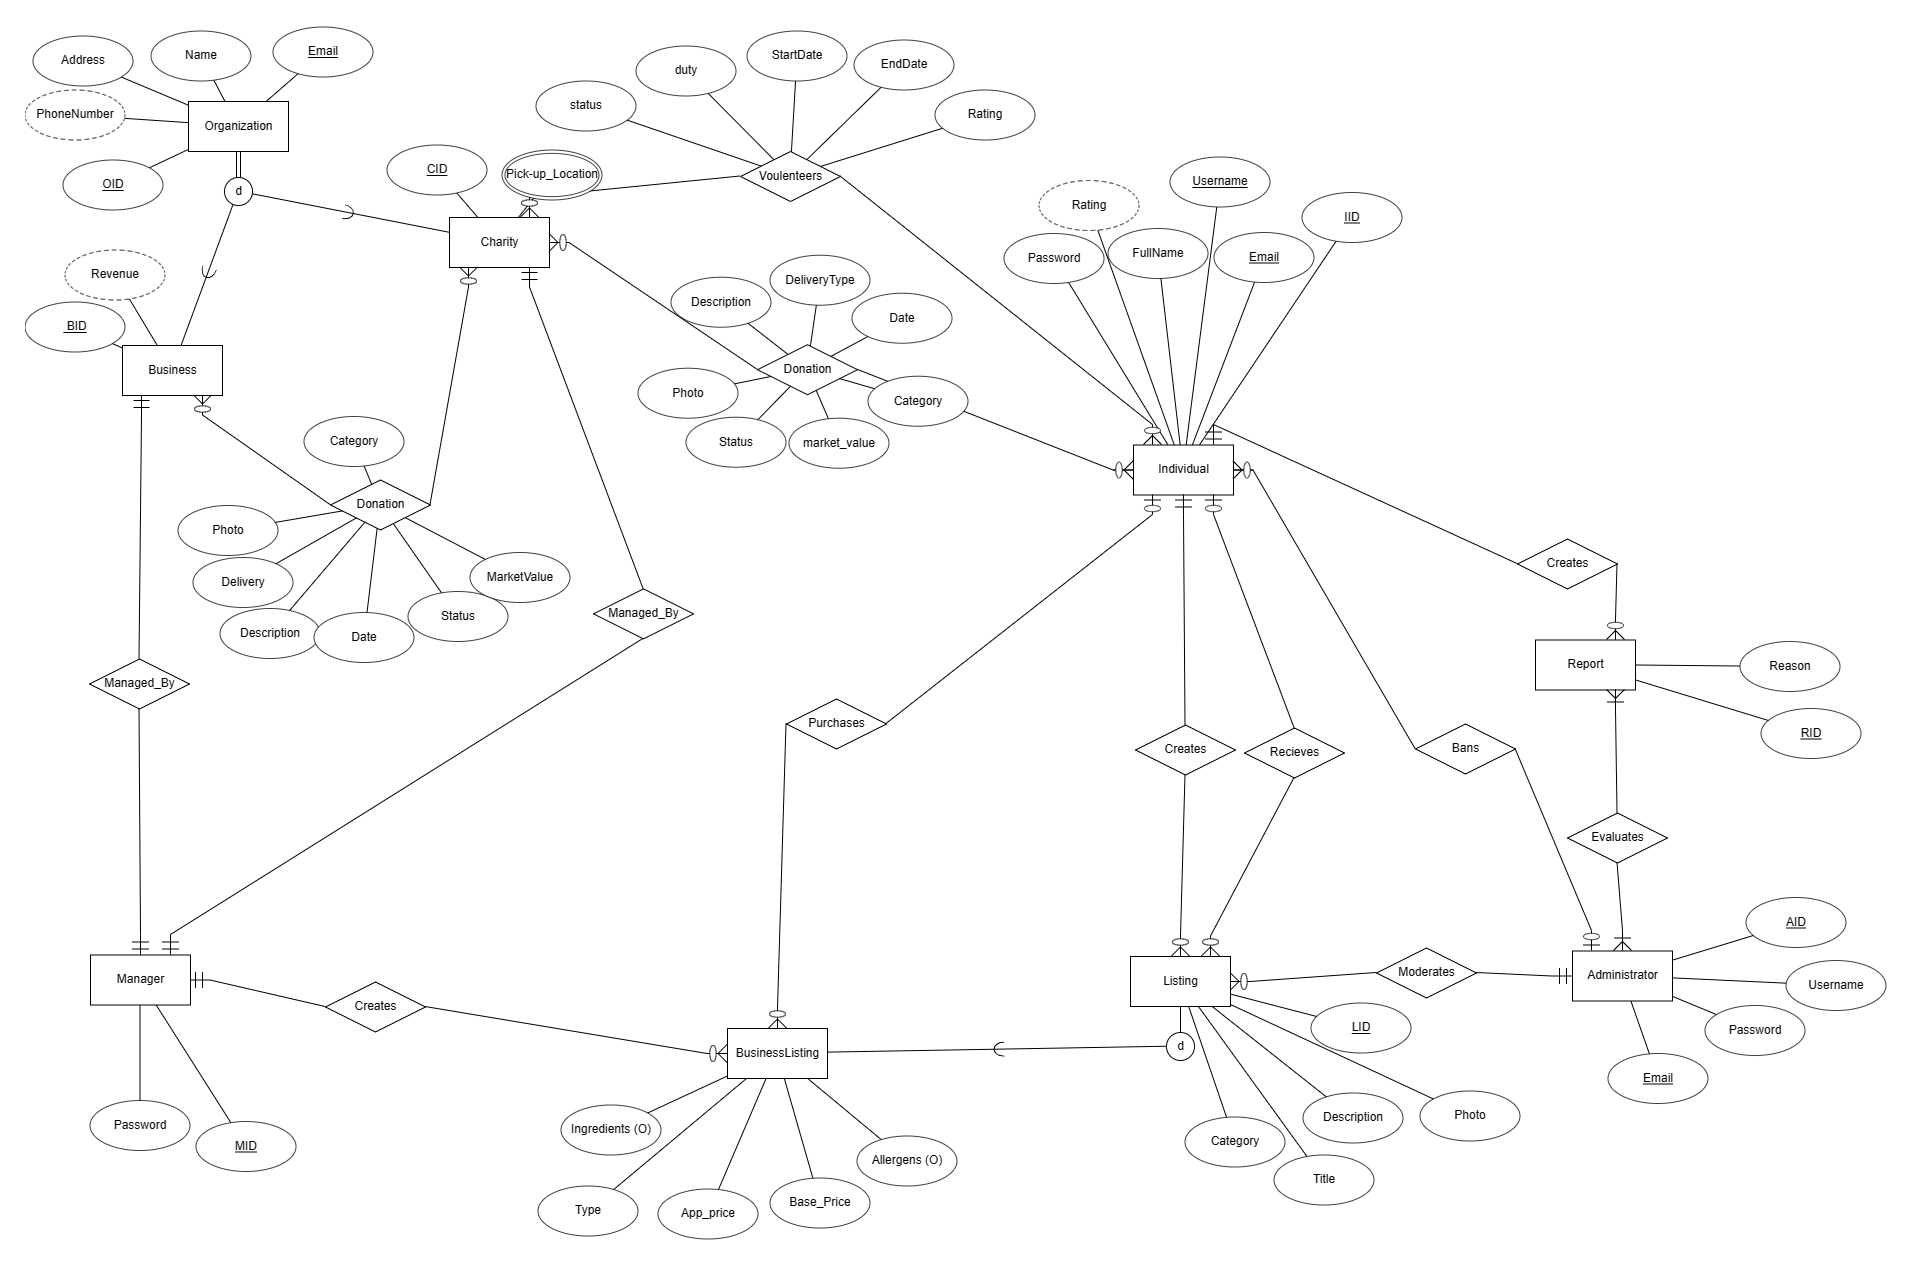 Address
Name
Email
PhoneNumber
Organization
OID
d
CID
Pick-up_Location
Charity
status
duty
StartDate
EndDate
Rating
Voulenteers
Revenue
BID
Business
Description
DeliveryType
Date
Donation
Photo
Category
Status
market_value
Rating
Username
IID
Password
FullName
Email
Individual
Category
Donation
Photo
Delivery
Description
Date
Status
MarketValue
Managed_By
Managed_By
Creates
Report
Reason
RID
Purchases
Creates
Recieves
Bans
Evaluates
Manager
Creates
Password
MID
BusinessListing
Ingredients (O)
Type
App_price
Base_Price
Allergens (O)
Listing
d
Moderates
LID
Category
Title
Description
Photo
Administrator
AID
Username
Password
Email